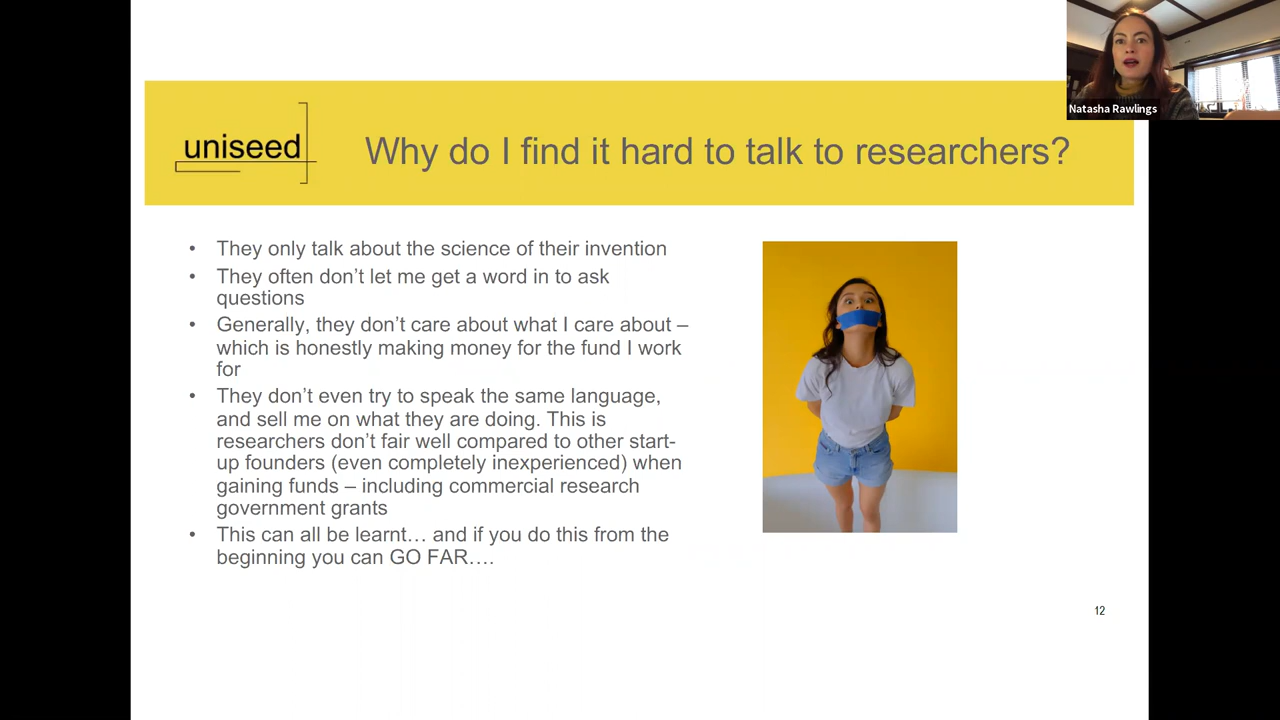 Natasha Rawlings
uniseed
Why do I find it hard to talk to researchers?
• They only talk about the science of their invention
• They often don’t let me get a word in to ask
questions
• Generally, they don’t care about what I care about –
which is honestly making money for the fund I work
for
• They don’t even try to speak the same language,
and sell me on what they are doing. This is
researchers don’t fair well compared to other start-
up founders (even completely inexperienced) when
gaining funds – including commercial research
government grants
• This can all be learnt… and if you do this from the
beginning you can GO FAR….
12